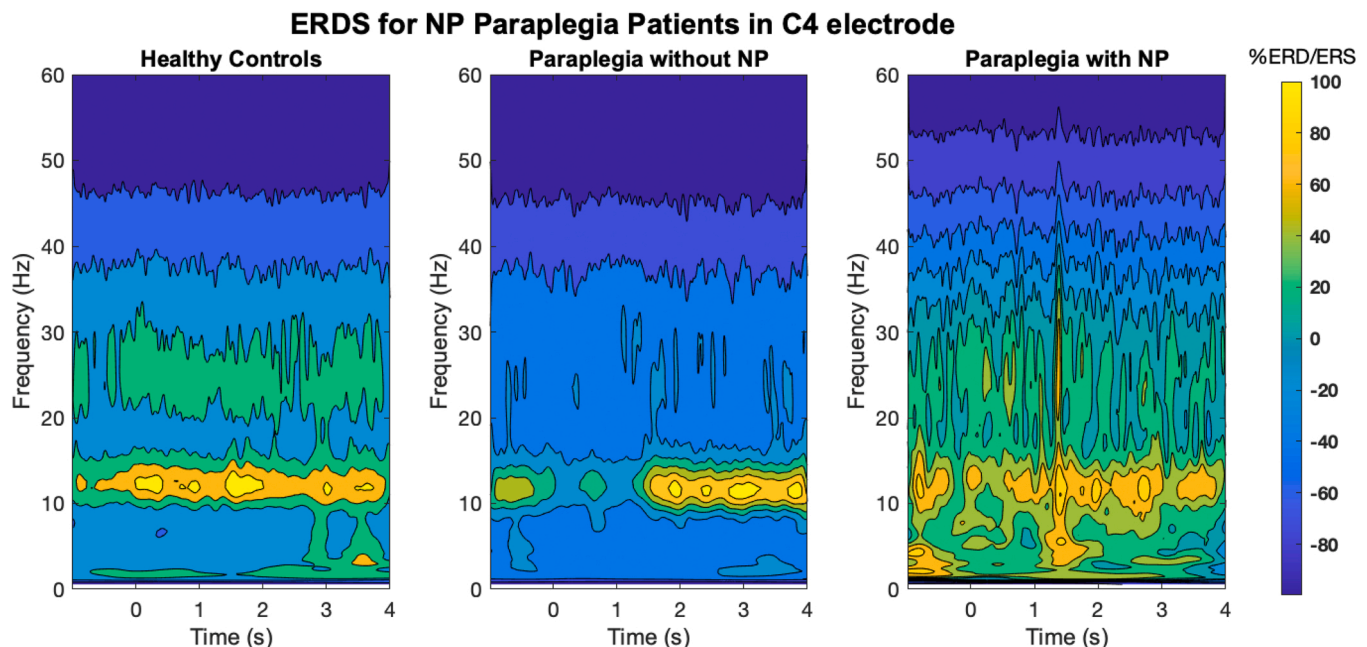 ERDS for NP Paraplegia Patients in C4 electrode
Healthy Controls
Paraplegia without NP
Paraplegia with NP
%ERD/ERS
Frequency (Hz)
60
50
40
30
20
10
0
0 1 2 3 4
Time (s)
Frequency (Hz)
60
50
40
30
20
10
0
0 1 2 3 4
Time (s)
Frequency (Hz)
60
50
40
30
20
10
0
0 1 2 3 4
Time (s)
100
80
60
40
20
0
-20
-40
-60
-80